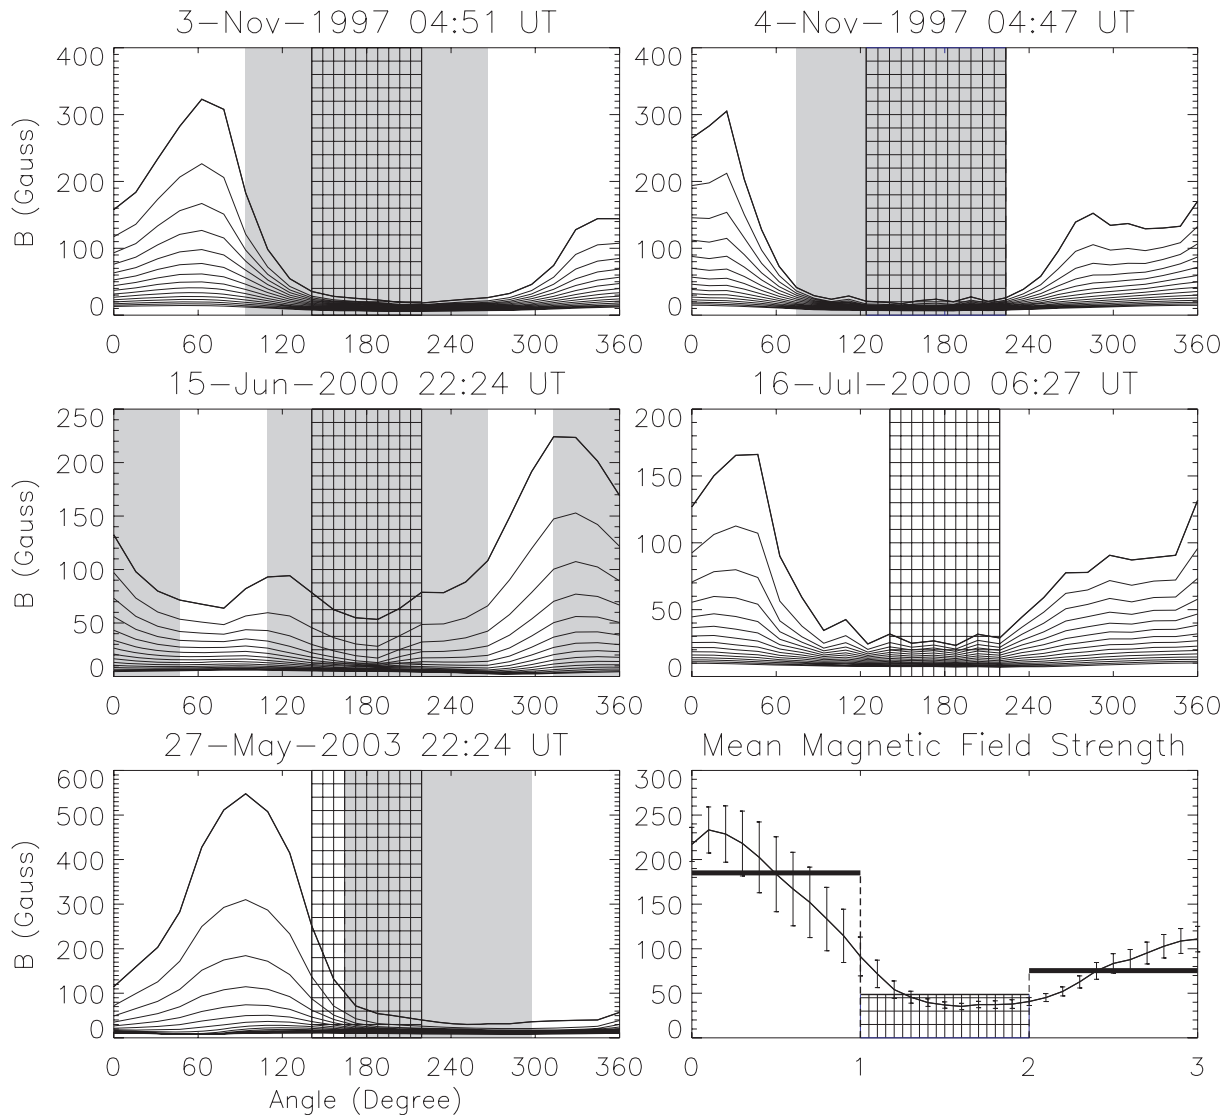 3-Nov-1997 04:51 UT
4-Nov-1997 04:47 UT
B (Gauss)
400
300
200
100
0
0 60 120 180 240 300 360
400
300
200
100
0
0 60 120 180 240 300 360
15-Jun-2000 22:24 UT
16-Jul-2000 06:27 UT
B (Gauss)
250
200
150
100
50
0
0 60 120 180 240 300 360
200
150
100
50
0
0 60 120 180 240 300 360
27-May-2003 22:24 UT
Mean Magnetic Field Strength
B (Gauss)
600
500
400
300
200
100
0
0 60 120 180 240 300 360
Angle (Degree)
300
250
200
150
100
50
0
0 1 2 3